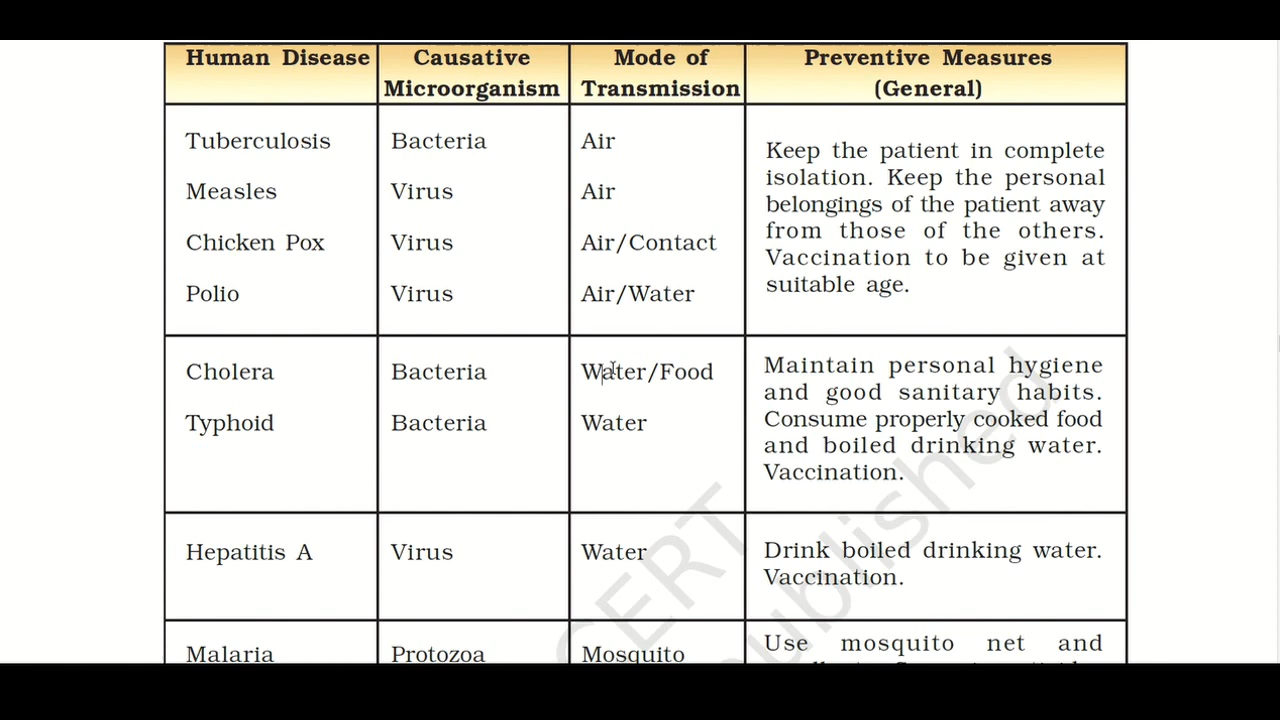 Human Disease Causative Mode of Preventive Measures
Microorganism Transmission (General)
Tuberculosis Bacteria Air
Measles Virus Air
Chicken Pox Virus Air/Contact
Polio Virus Air/Water
Keep the patient in complete
isolation. Keep the personal
belongings of the patient away
from those of the others.
Vaccination to be given at
suitable age.
Cholera Bacteria Water/Food
Typhoid Bacteria Water
Maintain personal hygiene
and good sanitary habits.
Consume properly cooked food
and boiled drinking water.
Vaccination.
Hepatitis A Virus Water
Drink boiled drinking water.
Vaccination.
Malaria Protozoa Mosquito
Use mosquito net and
CERT
published